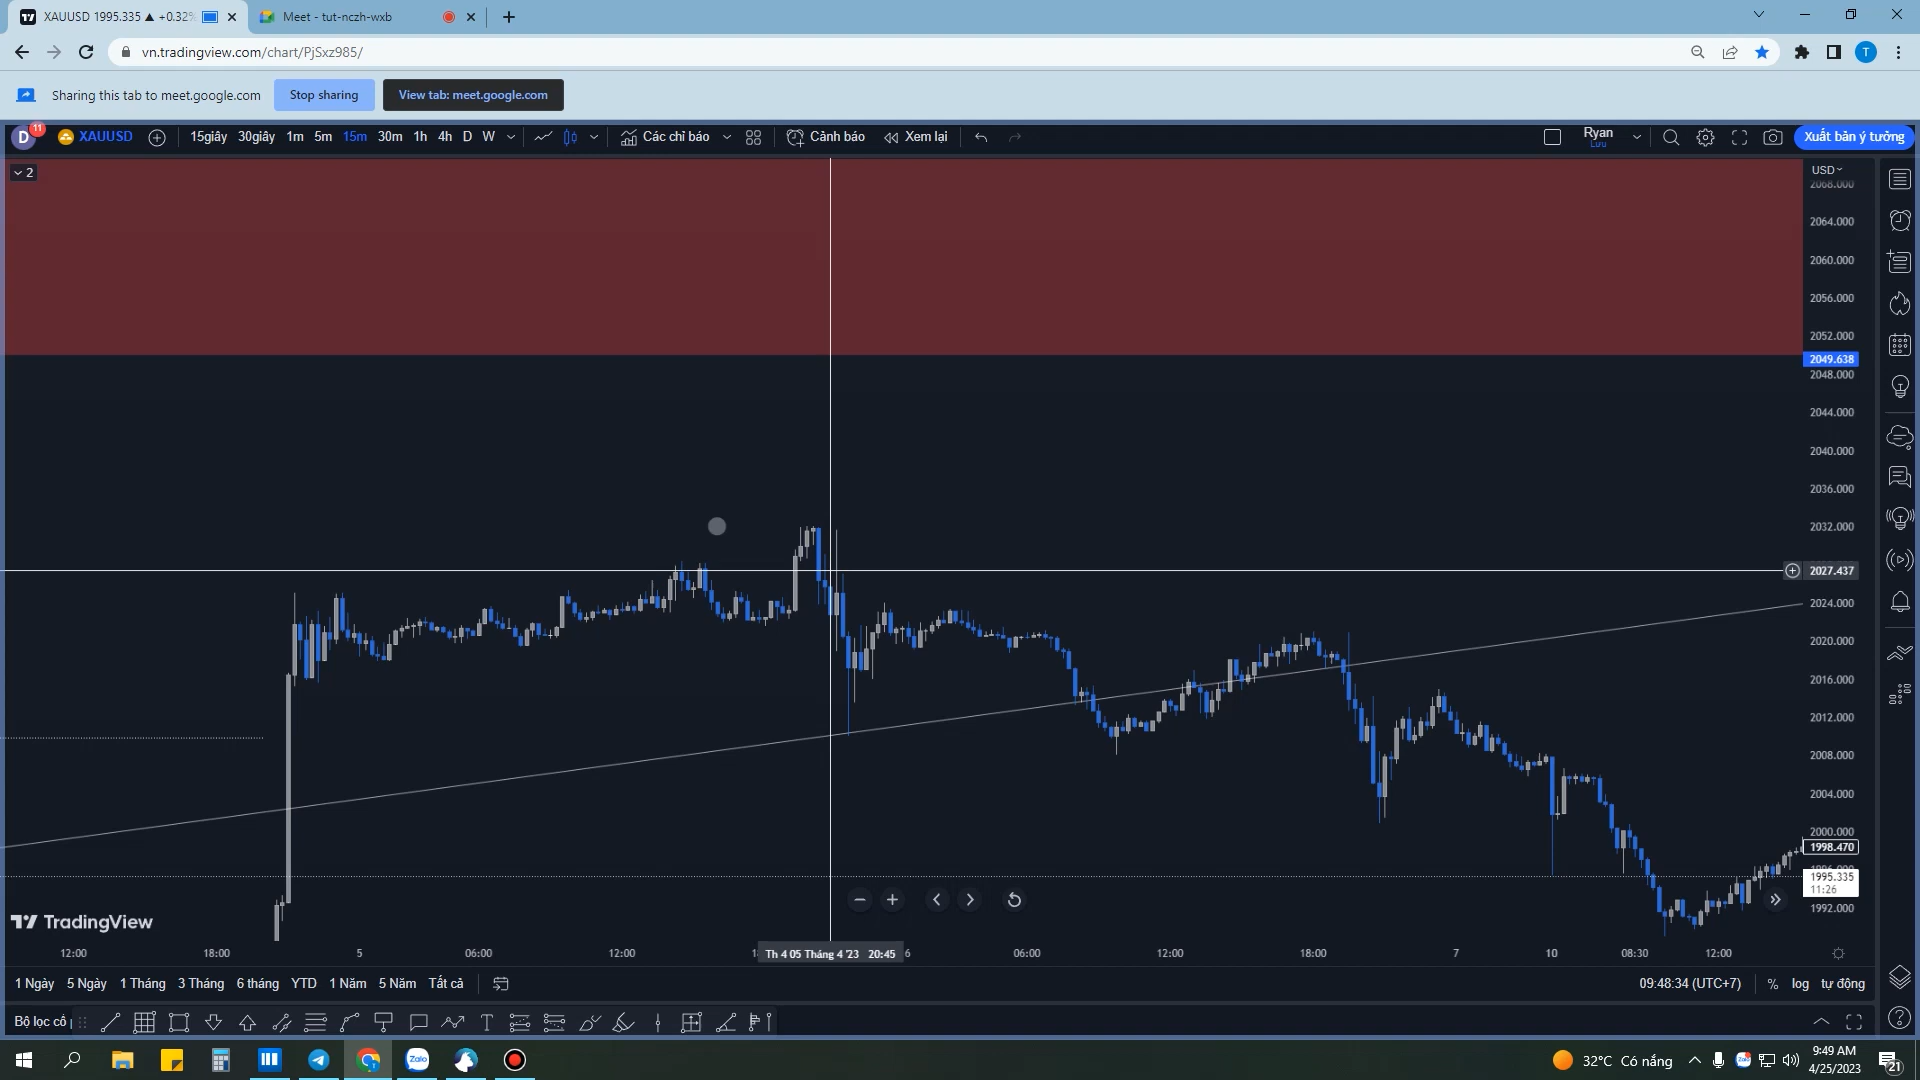 XAUUSD 1995.335 ▲ +0.32%
Meet - tut-nczh-wxb
vn.tradingview.com/chart/PjSxz985/
T
Sharing this tab to meet.google.com
Stop sharing
View tab: meet.google.com
D
11
XAUUSD
15giây
30giây
1m
5m
15m
30m
1h
4h
D
W
Các chỉ báo
Cảnh báo
Xem lại
Ryan
Lưu
Xuất bản ý tưởng
2
USD
2068.000
2064.000
2060.000
2056.000
2052.000
2049.638
2048.000
2044.000
2040.000
2036.000
2032.000
2027.437
2024.000
2020.000
2016.000
2012.000
2008.000
2004.000
2000.000
1998.470
1995.335
11:26
1992.000
TradingView
12:00
18:00
5
06:00
12:00
Th 4 05 Tháng 4 '23 20:45
6
06:00
12:00
18:00
7
10
08:30
12:00
1 Ngày
5 Ngày
1 Tháng
3 Tháng
6 tháng
YTD
1 Năm
5 Năm
Tất cả
09:48:34 (UTC+7)
%
log
tự động
Bộ lọc cổ
T
Zalo
32°C Có nắng
9:49 AM
4/25/2023
21